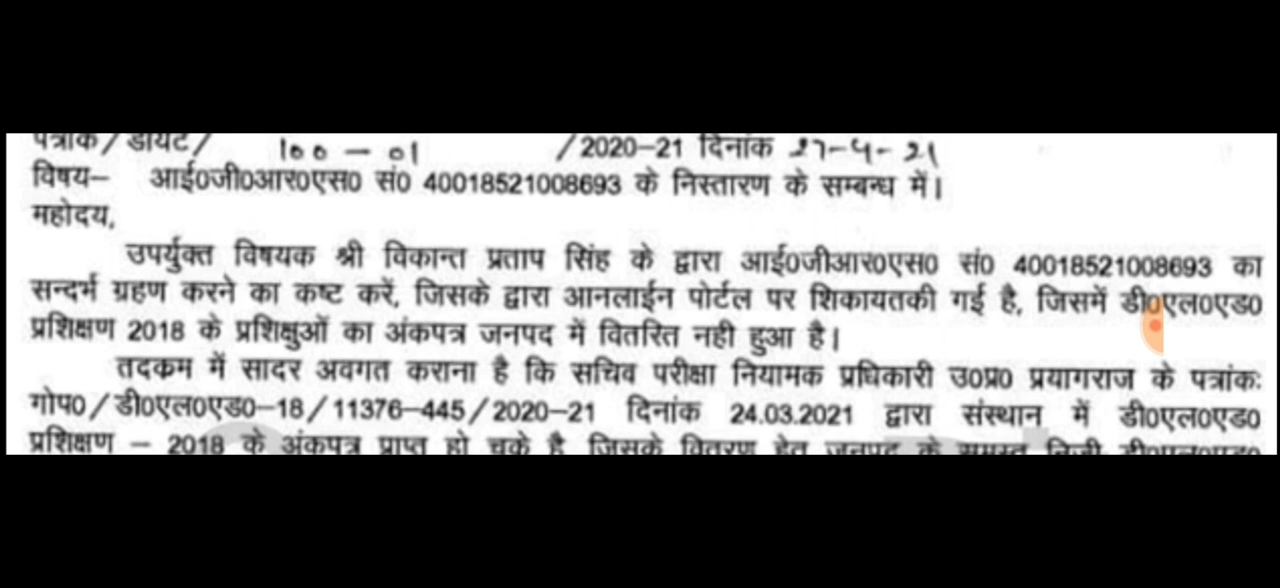 पत्रांक/डायट/ 100-01 /2020-21 दिनांक 27-4-21
विषय- आई0जी0आर0एस0 सं0 40018521008693 के निस्तारण के सम्बन्ध में।
महोदय,
उपर्युक्त विषयक श्री विकान्त प्रताप सिंह के द्वारा आई0जीआर0एस0 सं0 40018521008693 का
सन्दर्भ ग्रहण करने का कष्ट करें, जिसके द्वारा आनलाईन पोर्टल पर शिकायतकी गई है, जिसमें डी0एल0एड0
प्रशिक्षण 2018 के प्रशिक्षुओं का अंकपत्र जनपद में वितरित नही हुआ है।
तदकम में सादर अवगत कराना है कि सचिव परीक्षा नियामक प्रधिकारी उ0प्र0 प्रयागराज के पत्रांकः
गोप0/डी0एल0एड0-18/11376-445/2020-21 दिनांक 24.03.2021 द्वारा संस्थान में डी0एल0एड0
प्रशिक्षण - 2018 के अंकपत्र प्राप्त हो चुके है, जिसके वितरण हेतु जनपद के समस्त निजी डी0एल0एड0